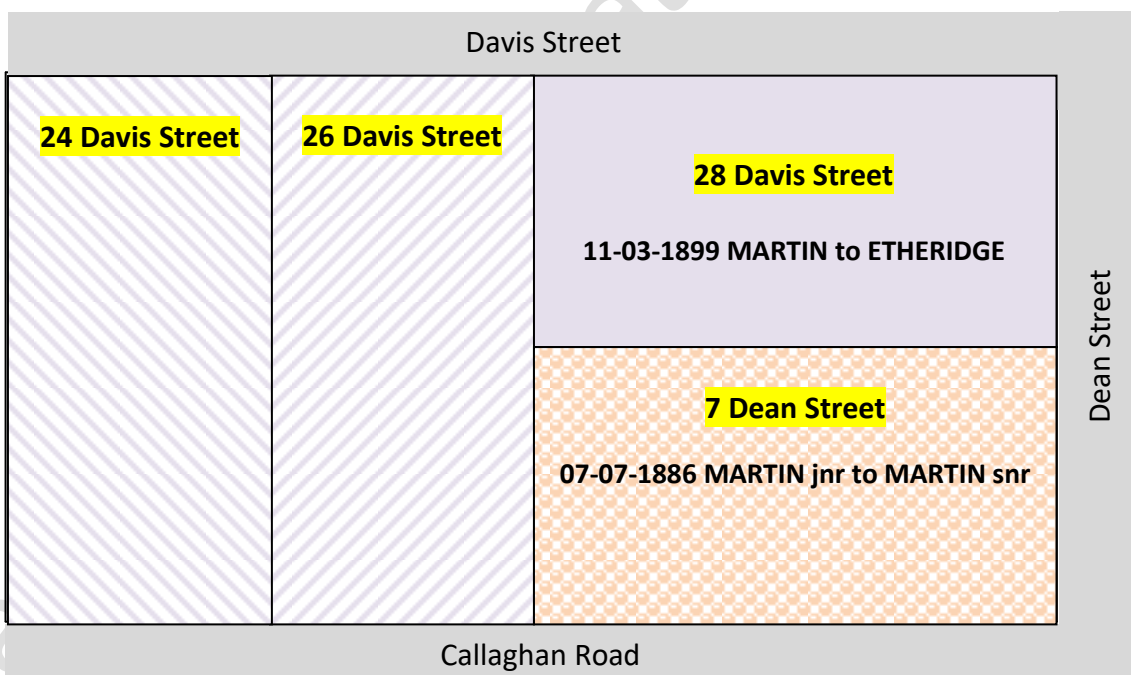 Davis Street
24 Davis Street
26 Davis Street
28 Davis Street
11-03-1899 MARTIN to ETHERIDGE
Dean Street
7 Dean Street
07-07-1886 MARTIN jnr to MARTIN snr
Callaghan Road